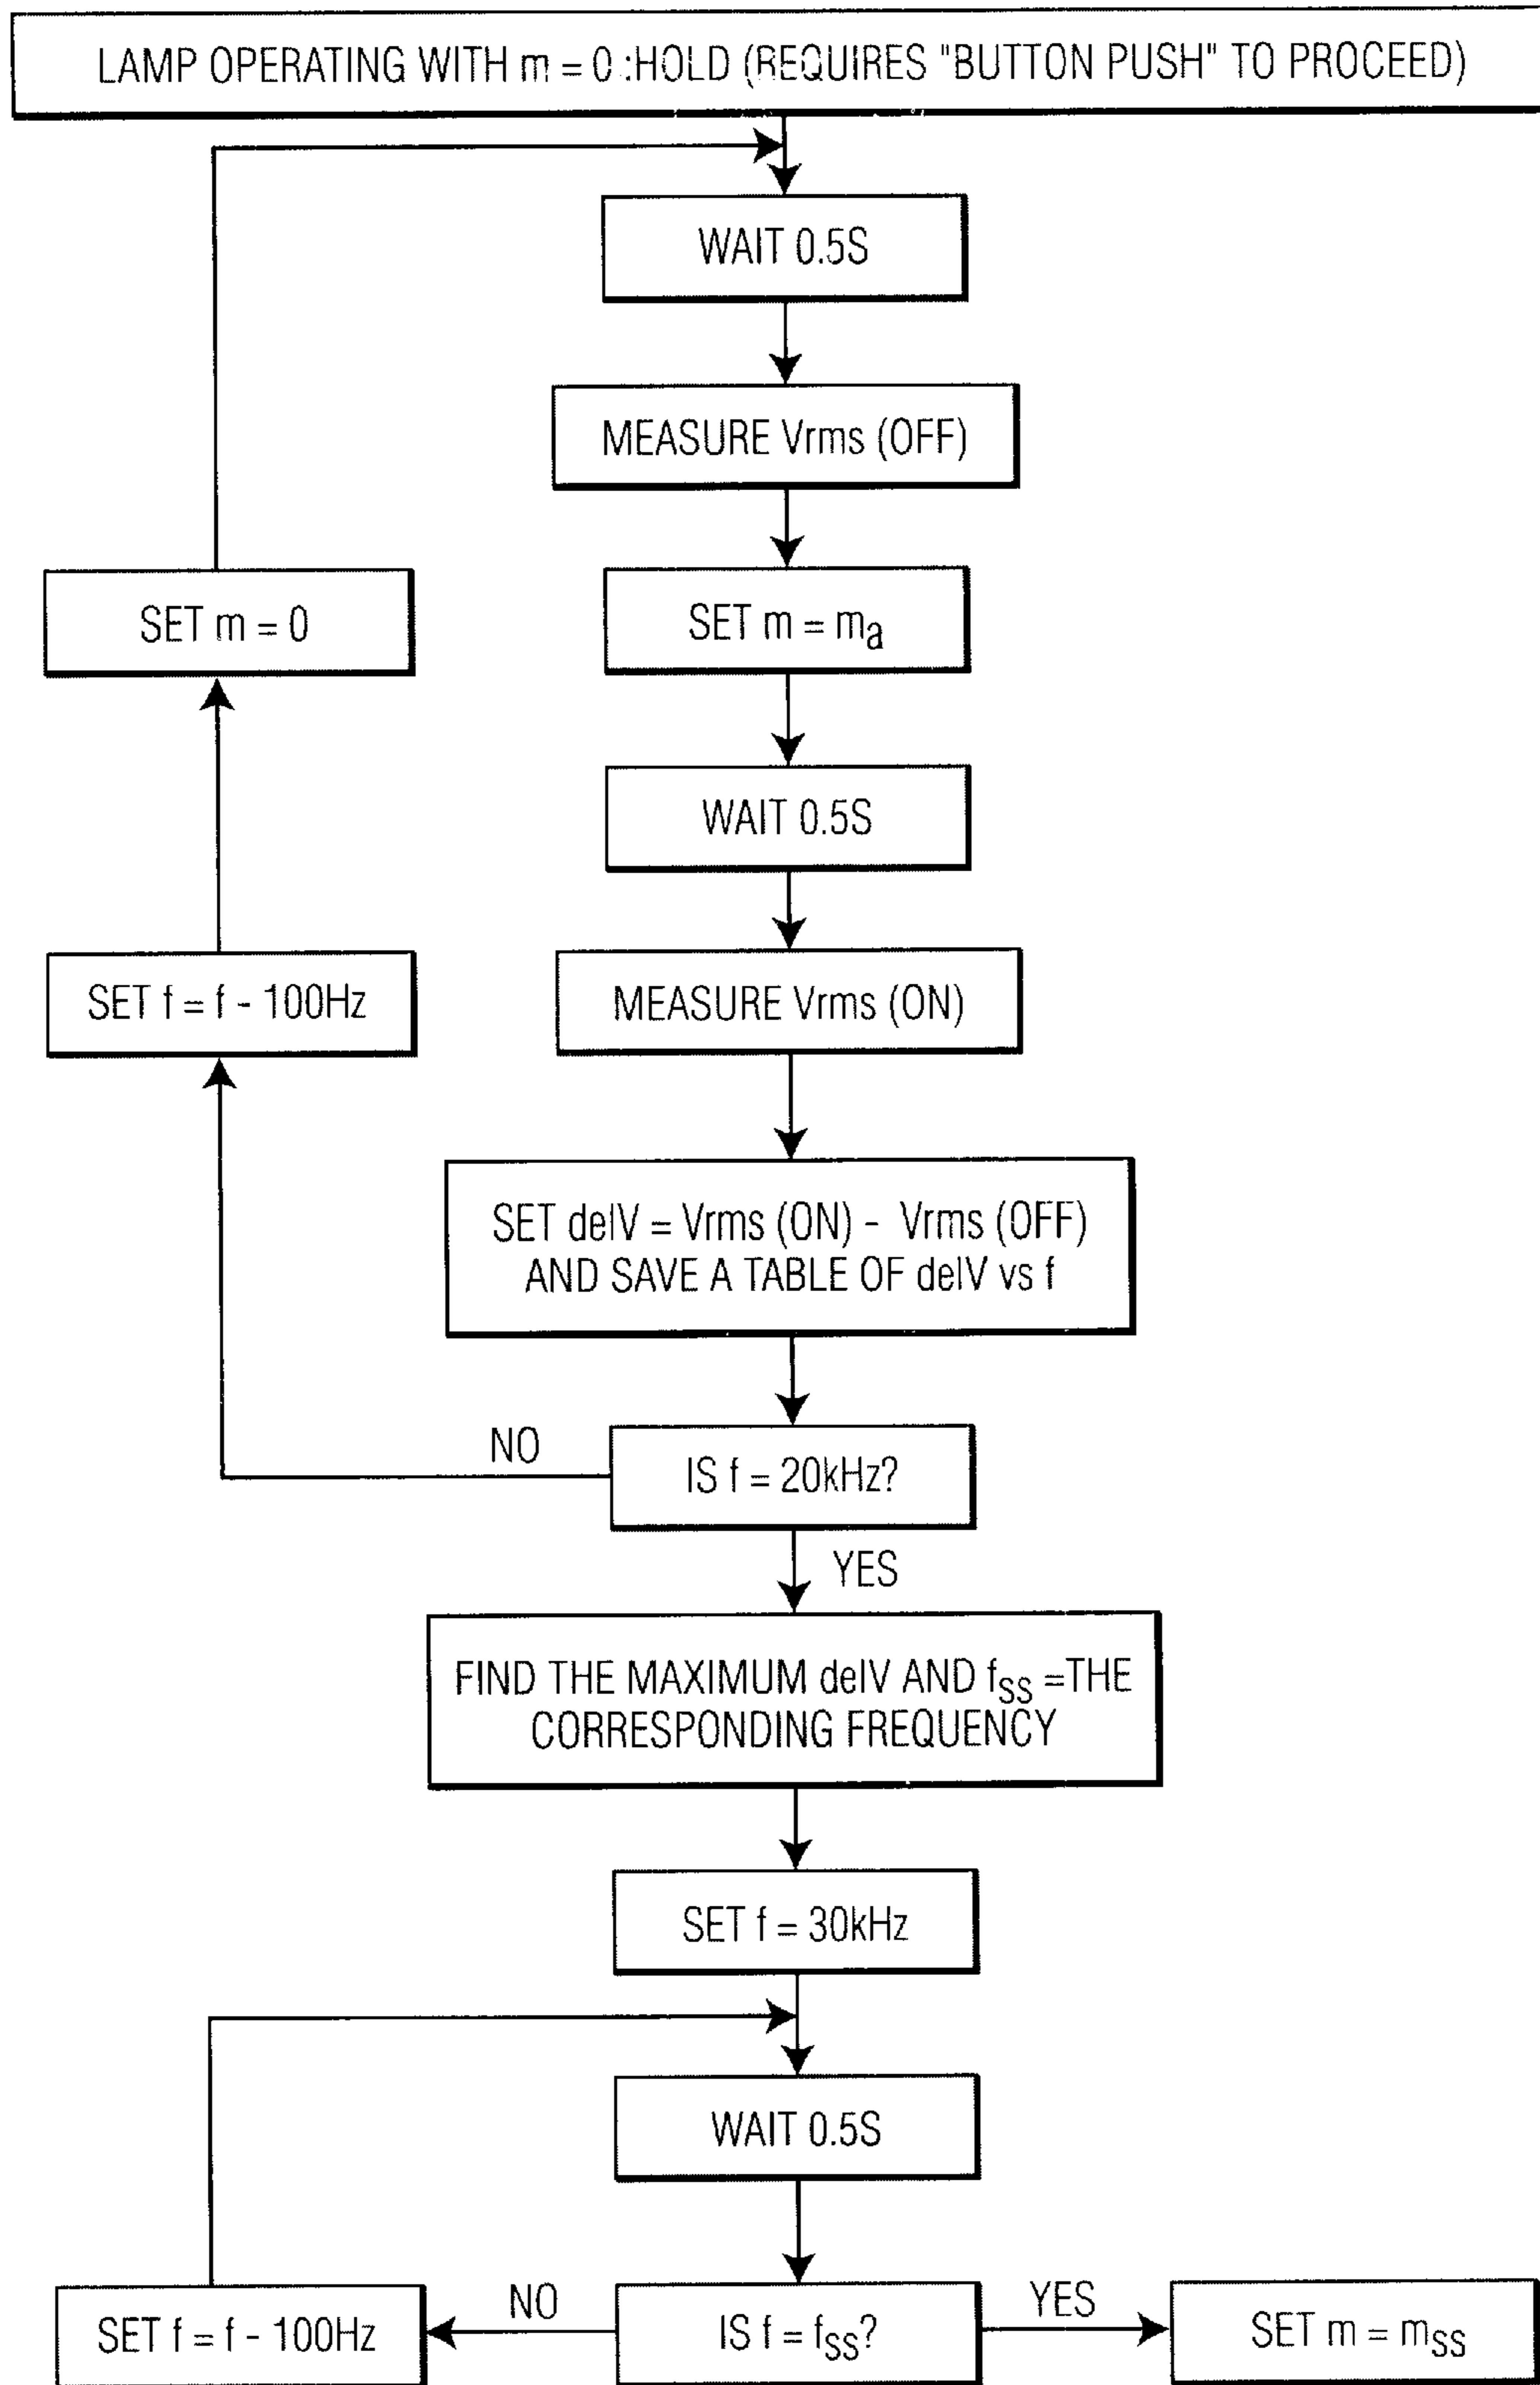 LAMP OPERATING WITH m = 0 :HOLD (REQUIRES "BUTTON PUSH" TO PROCEED)
WAIT 0.5S
MEASURE Vrms (OFF)
SET m = 0
SET m = ma
WAIT 0.5S
SET f = f - 100Hz
MEASURE Vrms (ON)
SET delV = Vrms (ON) - Vrms (OFF)
AND SAVE A TABLE OF delV vs f
NO
IS f = 20kHz?
YES
FIND THE MAXIMUM delV AND fss =THE
CORRESPONDING FREQUENCY
SET f = 30kHz
WAIT 0.5S
SET f = f - 100Hz
NO
IS f = fss?
YES
SET m = mss